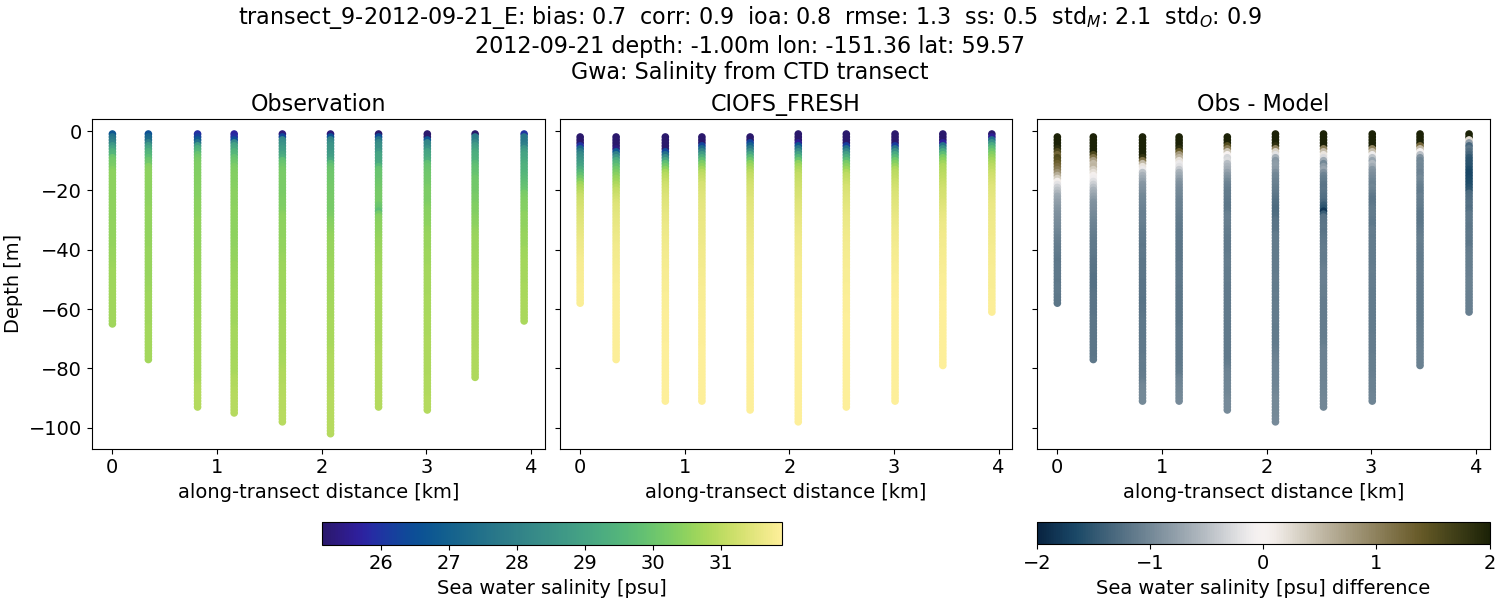 transect_9-2012-09-21_E: bias: 0.7  corr: 0.9  ioa: 0.8  rmse: 1.3  ss: 0.5  std_M: 2.1  std_O: 0.9
2012-09-21 depth: -1.00m lon: -151.36 lat: 59.57
Gwa: Salinity from CTD transect
Observation
CIOFS_FRESH
Obs - Model
Depth [m]
0
−20
−40
−60
−80
−100
0 1 2 3 4
0 1 2 3 4
0 1 2 3 4
along-transect distance [km]
along-transect distance [km]
along-transect distance [km]
26 27 28 29 30 31
Sea water salinity [psu]
−2 −1 0 1 2
Sea water salinity [psu] difference